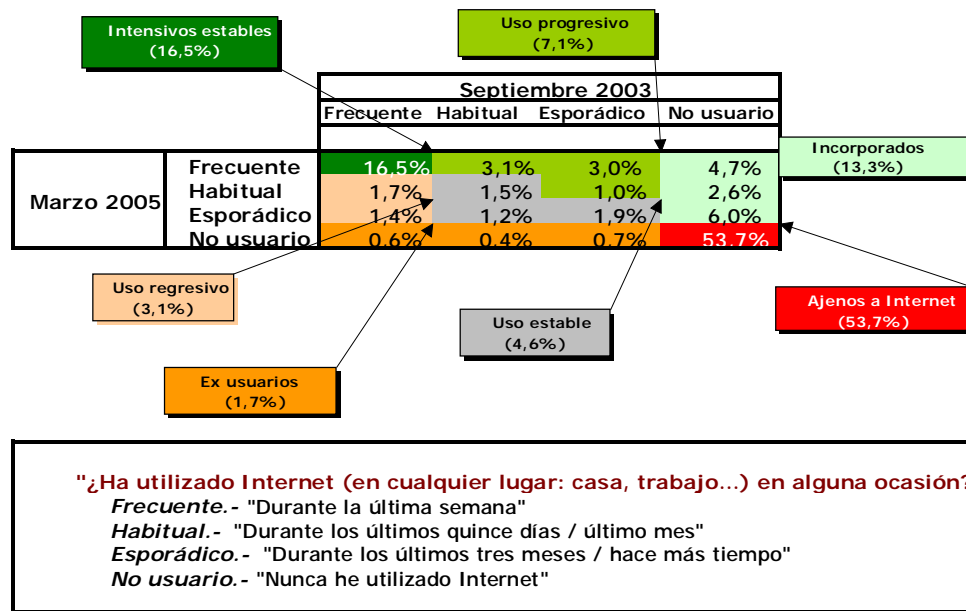 Intensivos estables
(16,5%)
Uso progresivo
(7,1%)
Septiembre 2003
Frecuente Habitual Esporádico No usuario
Incorporados
(13,3%)
Marzo 2005
Frecuente 16,5% 3,1% 3,0% 4,7%
Habitual 1,7% 1,5% 1,0% 2,6%
Esporádico 1,4% 1,2% 1,9% 6,0%
No usuario 0,6% 0,4% 0,7% 53,7%
Uso regresivo
(3,1%)
Uso estable
(4,6%)
Ajenos a Internet
(53,7%)
Ex usuarios
(1,7%)
"¿Ha utilizado Internet (en cualquier lugar: casa, trabajo...) en alguna ocasión?
Frecuente.- "Durante la última semana"
Habitual.- "Durante los últimos quince días / último mes"
Esporádico.- "Durante los últimos tres meses / hace más tiempo"
No usuario.- "Nunca he utilizado Internet"